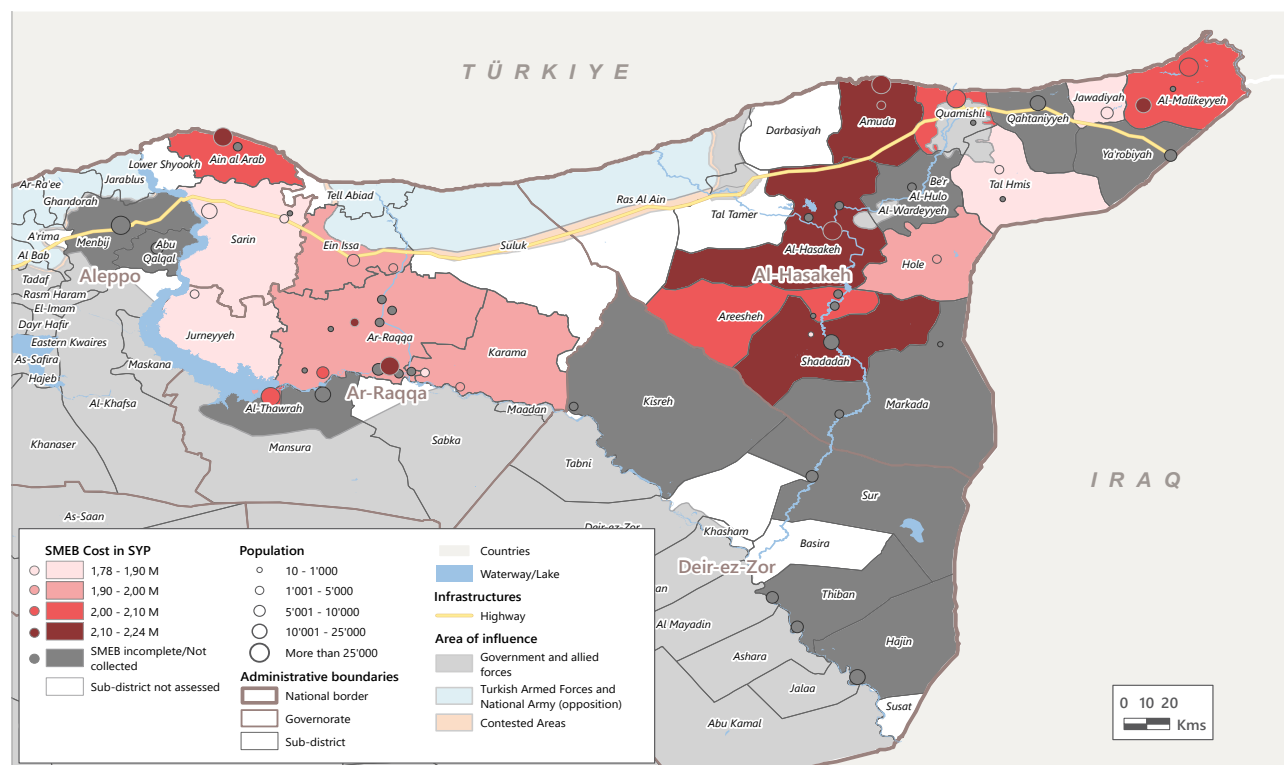 TÜRKİYE
Darbasiyah
Amuda
Quamishli
Qahtaniyyeh
Jawadiyah
Al-Malikeyyeh
Ya'robiyah
Lower Shyookh
Ain al Arab
Ar-Ra'ee
Jarablus
Ghandorah
Tell Abiad
Ras Al Ain
Be'r
Al-Hulo
Al-Wardeyyeh
Tal Hmis
Tal Tamer
A'rima
Menbij
Abu
Qalqal
Sarin
Ein Issa
Suluk
Al-Hasakeh
Al Bab
Tadaf
Aleppo
Al-Hasakeh
Hole
Rasm Haram
El-Imam
Dayr Hafir
Areesheh
Eastern Kwaires
Jurneyyeh
Ar-Raqqa
Karama
As-Safira
Maskana
Shadadah
Hajeb
Ar-Raqqa
Al-Khafsa
Al-Thawrah
Maadan
Kisreh
Markada
Khanaser
Mansura
Sabka
Tabni
IRAQ
Sur
As-Saan
Deir-ez-Zor
Khasham
Basira
Deir-ez-Zor
Thiban
Al Mayadin
Hajin
Ashara
Jalaa
Susat
Abu Kamal
SMEB Cost in SYP
1,78 - 1,90 M
1,90 - 2,00 M
2,00 - 2,10 M
2,10 - 2,24 M
SMEB incomplete/Not
collected
Sub-district not assessed
Population
10 - 1'000
1'001 - 5'000
5'001 - 10'000
10'001 - 25'000
More than 25'000
Administrative boundaries
National border
Governorate
Sub-district
Countries
Waterway/Lake
Infrastructures
Highway
Area of influence
Government and allied
forces
Turkish Armed Forces and
National Army (opposition)
Contested Areas
0 10 20
Kms